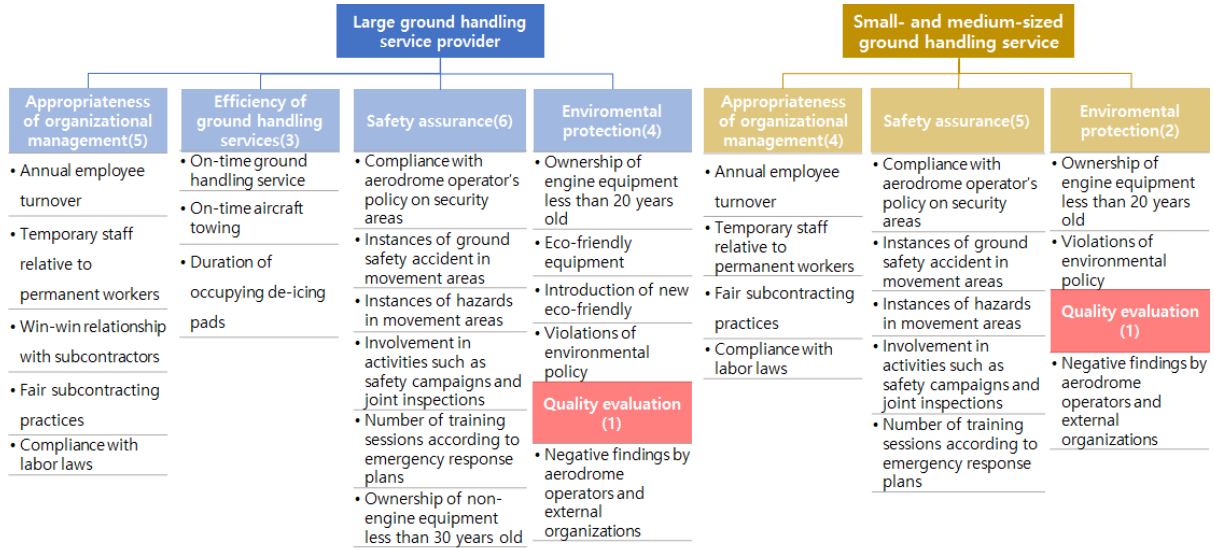 Large ground handling
service provider
Appropriateness
of organizational
management(5)
• Annual employee
turnover
• Temporary staff
relative to
permanent workers
• Win-win relationship
with subcontractors
• Fair subcontracting
practices
• Compliance with
labor laws
Efficiency of
ground handling
services(3)
• On-time ground
handling service
• On-time aircraft
towing
• Duration of
occupying de-icing
pads
Safety assurance(6)
• Compliance with
aerodrome operator's
policy on security
areas
• Instances of ground
safety accident in
movement areas
• Instances of hazards
in movement areas
• Involvement in
activities such as
safety campaigns and
joint inspections
• Number of training
sessions according to
emergency response
plans
• Ownership of non-
engine equipment
less than 30 years old
Enviromental
protection(4)
• Ownership of
engine equipment
less than 20 years
old
• Eco-friendly
equipment
• Introduction of new
eco-friendly
• Violations of
environmental
policy
Quality evaluation
(1)
• Negative findings by
aerodrome
operators and
external
organizations
Small- and medium-sized
ground handling service
Appropriateness
of organizational
management(4)
• Annual employee
turnover
• Temporary staff
relative to
permanent workers
• Fair subcontracting
practices
• Compliance with
labor laws
Safety assurance(5)
• Compliance with
aerodrome operator's
policy on security
areas
• Instances of ground
safety accident in
movement areas
• Instances of hazards
in movement areas
• Involvement in
activities such as
safety campaigns and
joint inspections
• Number of training
sessions according to
emergency response
plans
Enviromental
protection(2)
• Ownership of
engine equipment
less than 20 years
old
• Violations of
environmental
policy
Quality evaluation
(1)
• Negative findings by
aerodrome
operators and
external
organizations